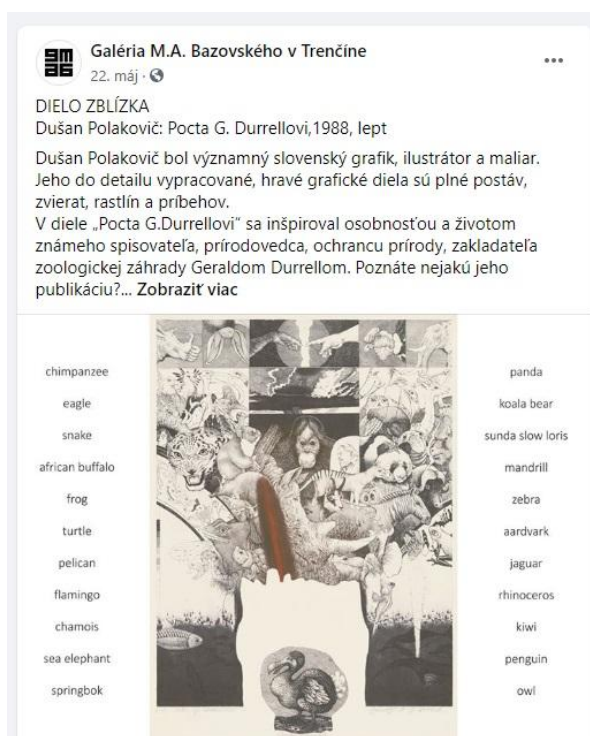 Galéria M.A. Bazovského v Trenčíne
22. máj ·
DIELO ZBLÍZKA
Dušan Polakovič: Pocta G. Durrellovi,1988, lept
Dušan Polakovič bol významný slovenský grafik, ilustrátor a maliar.
Jeho do detailu vypracované, hravé grafické diela sú plné postáv,
zvierat, rastlín a príbehov.
V diele „Pocta G.Durrellovi“ sa inšpiroval osobnosťou a životom
známeho spisovateľa, prírodovedca, ochrancu prírody, zakladateľa
zoologickej záhrady Geraldom Durrellom. Poznáte nejakú jeho
publikáciu?... Zobraziť viac
chimpanzee
eagle
snake
african buffalo
frog
turtle
pelican
flamingo
chamois
sea elephant
springbok
panda
koala bear
sunda slow loris
mandrill
zebra
aardvark
jaguar
rhinoceros
kiwi
penguin
owl